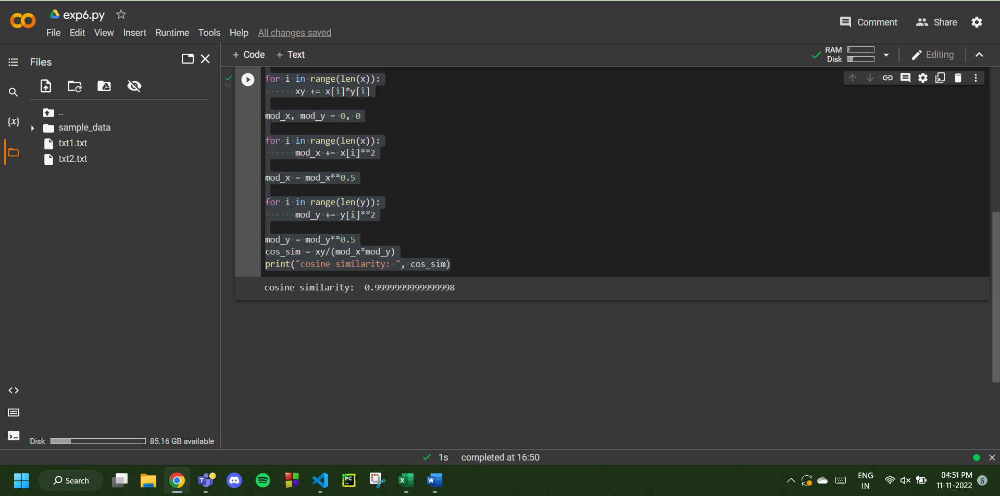 exp6.py
File Edit View Insert Runtime Tools Help All changes saved
Comment Share
Files
+ Code + Text
RAM
Disk
Editing
..
sample_data
txt1.txt
txt2.txt
{x}
1s
for i in range(len(x)):
xy += x[i]*y[i]
mod_x, mod_y = 0, 0
for i in range(len(x)):
mod_x += x[i]**2
mod_x = mod_x**0.5
for i in range(len(y)):
mod_y += y[i]**2
mod_y = mod_y**0.5
cos_sim = xy/(mod_x*mod_y)
print("cosine similarity: ", cos_sim)
cosine similarity:  0.9999999999999998
Disk 85.16 GB available
1s completed at 16:50
Search
T
PC
X
W
ENG
IN
04:51 PM
11-11-2022
6